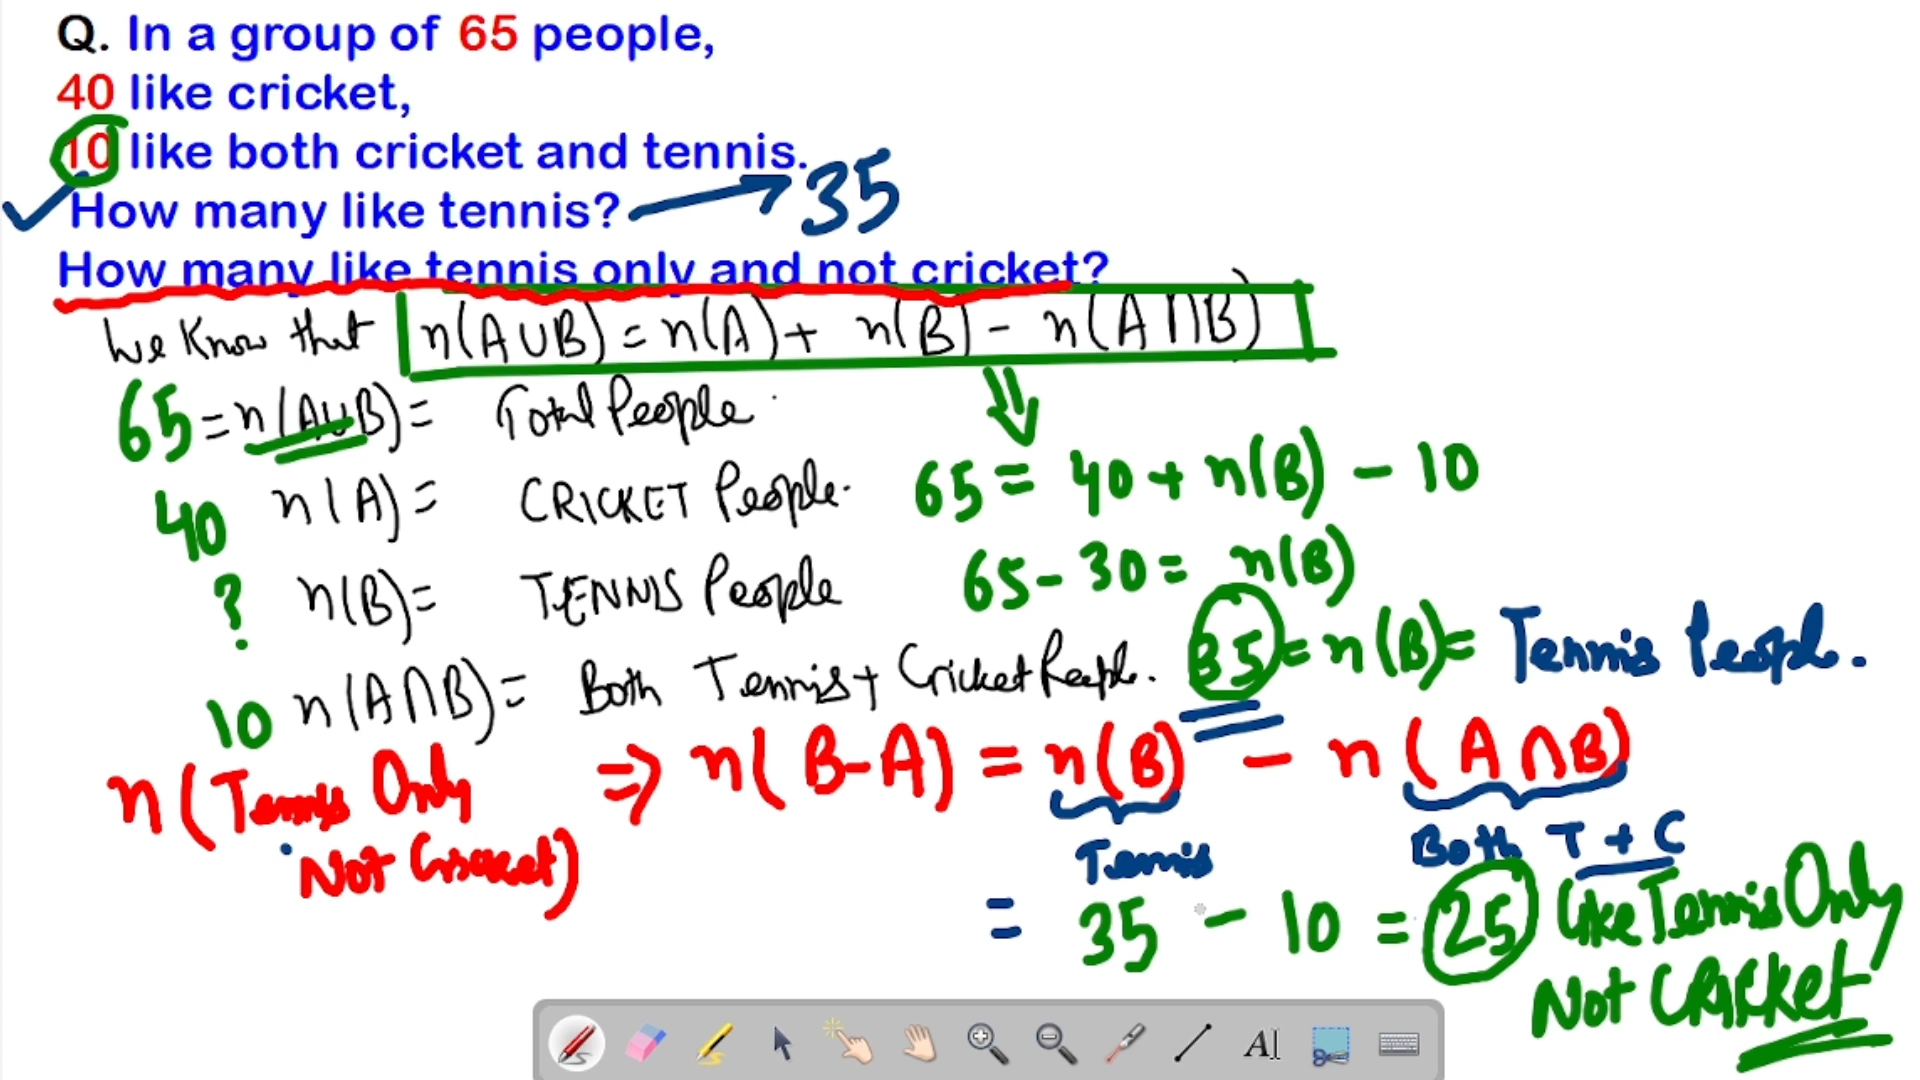 Q. In a group of 65 people,
40 like cricket,
10 like both cricket and tennis.
How many like tennis? → 35
How many like tennis only and not cricket?
We Know that n(A∪B) = n(A) + n(B) - n(A∩B)
65 = n(A∪B) = Total People
40 n(A) = CRICKET People.
65 = 40 + n(B) - 10
? n(B) = TENNIS People
65 - 30 = n(B)
10 n(A∩B) = Both Tennis + Cricket People.
35 = n(B) = Tennis People.
n(Tennis Only Not Cricket) ⇒ n(B-A) = n(B) - n(A∩B)
Tennis Both T + C
= 35 - 10 = 25 Like Tennis Only
Not CRICket
AI